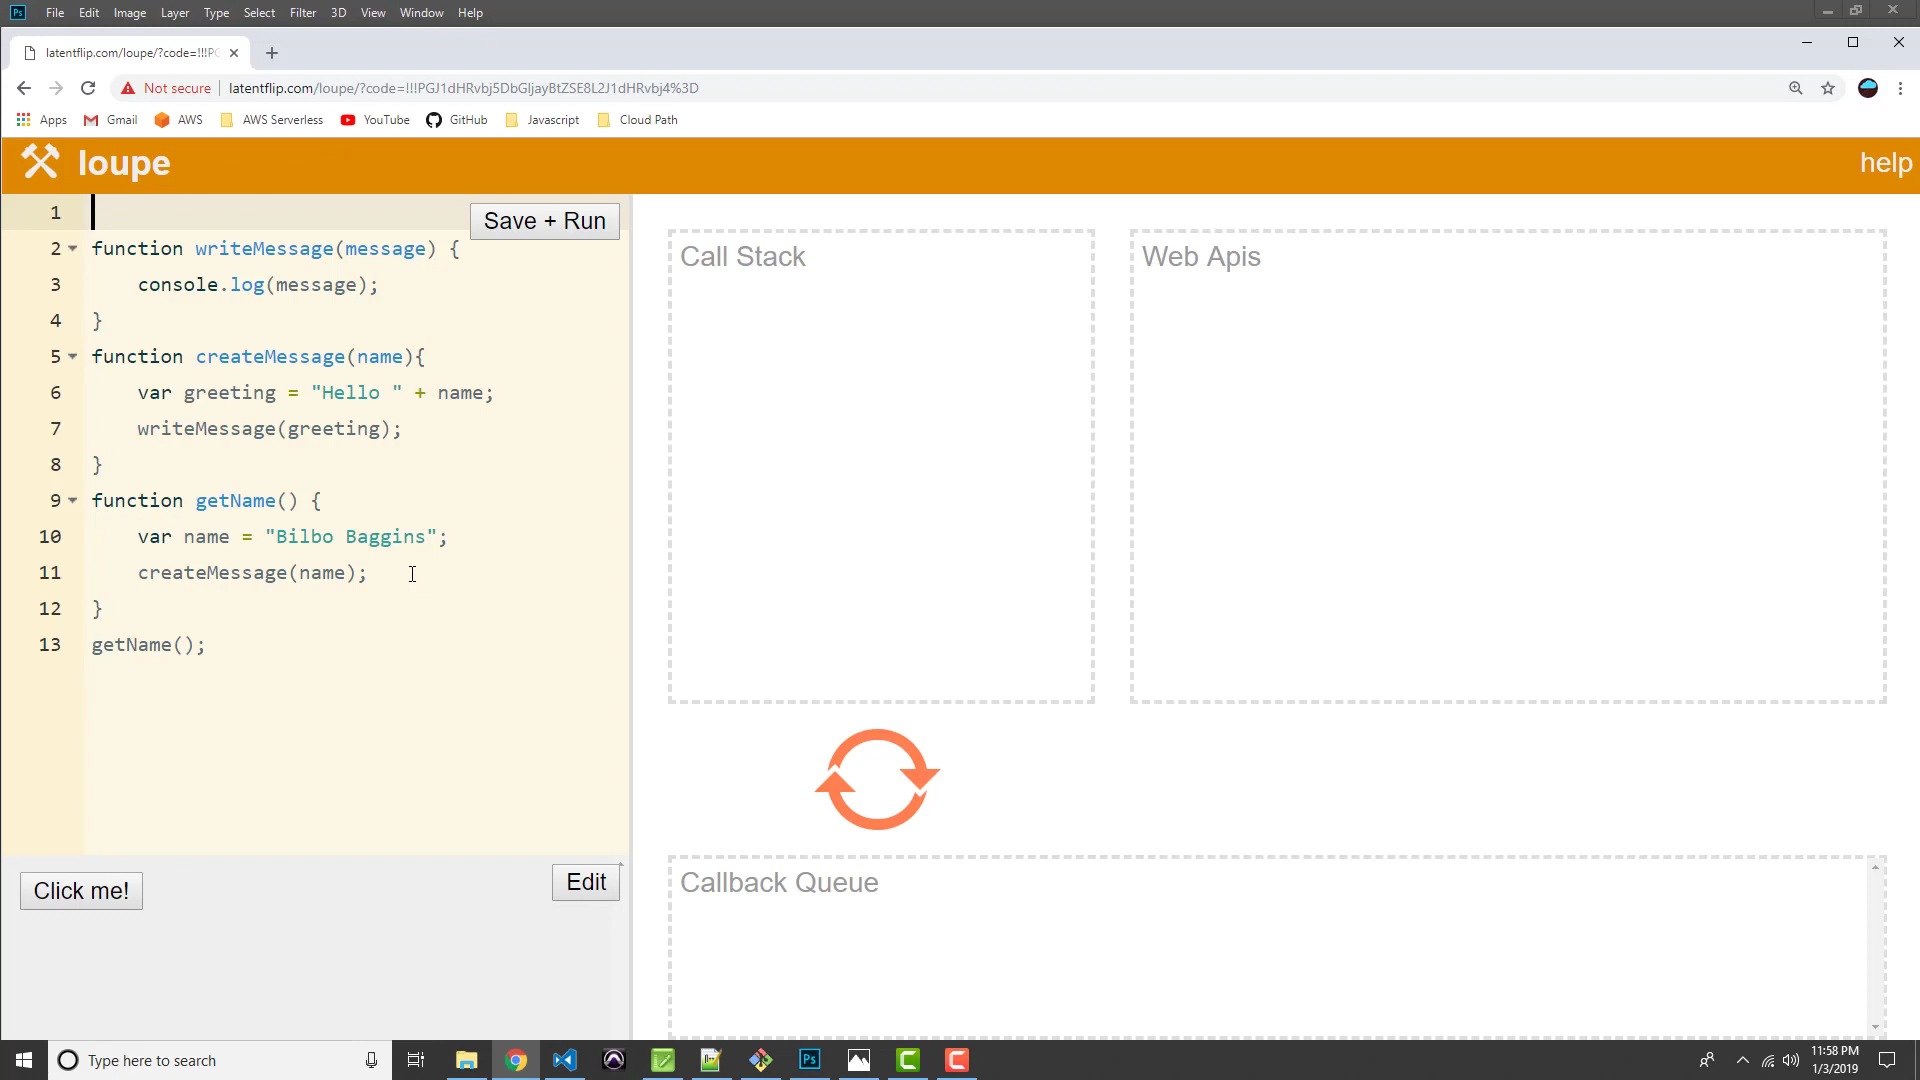 Ps File Edit Image Layer Type Select Filter 3D View Window Help
latentflip.com/loupe/?code=!!!PG
Not secure latentflip.com/loupe/?code=!!!PGJ1dHRvbj5DbGljayBtZSE8L2J1dHRvbj4%3D
Apps Gmail AWS AWS Serverless YouTube GitHub Javascript Cloud Path
loupe help
1
Save + Run
2 function writeMessage(message) {
3 console.log(message);
4 }
5 function createMessage(name){
6 var greeting = "Hello " + name;
7 writeMessage(greeting);
8 }
9 function getName() {
10 var name = "Bilbo Baggins";
11 createMessage(name);
12 }
13 getName();
Call Stack
Web Apis
Click me!
Edit
Callback Queue
Type here to search
Ps
11:58 PM
1/3/2019